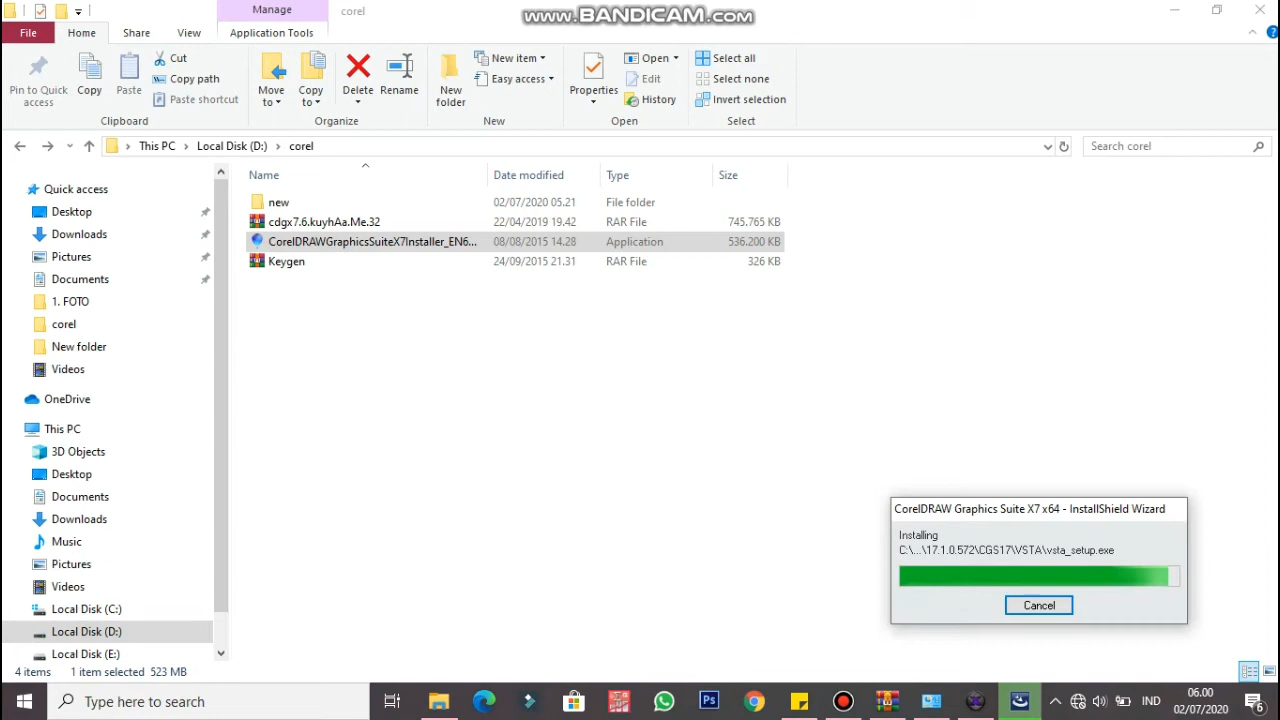 Manage
corel
www.BANDICAM.com
File
Home
Share
View
Application Tools
Pin to Quick access
Copy
Paste
Cut
Copy path
Paste shortcut
Move to
Copy to
Delete
Rename
New folder
New item
Easy access
Properties
Open
Edit
History
Select all
Select none
Invert selection
Clipboard
Organize
New
Open
Select
This PC
Local Disk (D:)
corel
Search corel
Name
Date modified
Type
Size
new
02/07/2020 05.21
File folder
cdgx7.6.kuyhAa.Me.32
22/04/2019 19.42
RAR File
745.765 KB
CorelDRAWGraphicsSuiteX7Installer_EN6...
08/08/2015 14.28
Application
536.200 KB
Keygen
24/09/2015 21.31
RAR File
326 KB
Quick access
Desktop
Downloads
Pictures
Documents
1. FOTO
corel
New folder
Videos
OneDrive
This PC
3D Objects
Desktop
Documents
Downloads
Music
Pictures
Videos
Local Disk (C:)
Local Disk (D:)
Local Disk (E:)
CorelDRAW Graphics Suite X7 x64 - InstallShield Wizard
Installing
C:\...\17.1.0.572\CGS17\VSTA\vsta_setup.exe
Cancel
4 items
1 item selected 523 MB
Type here to search
Ps
IND
06.00
02/07/2020
6